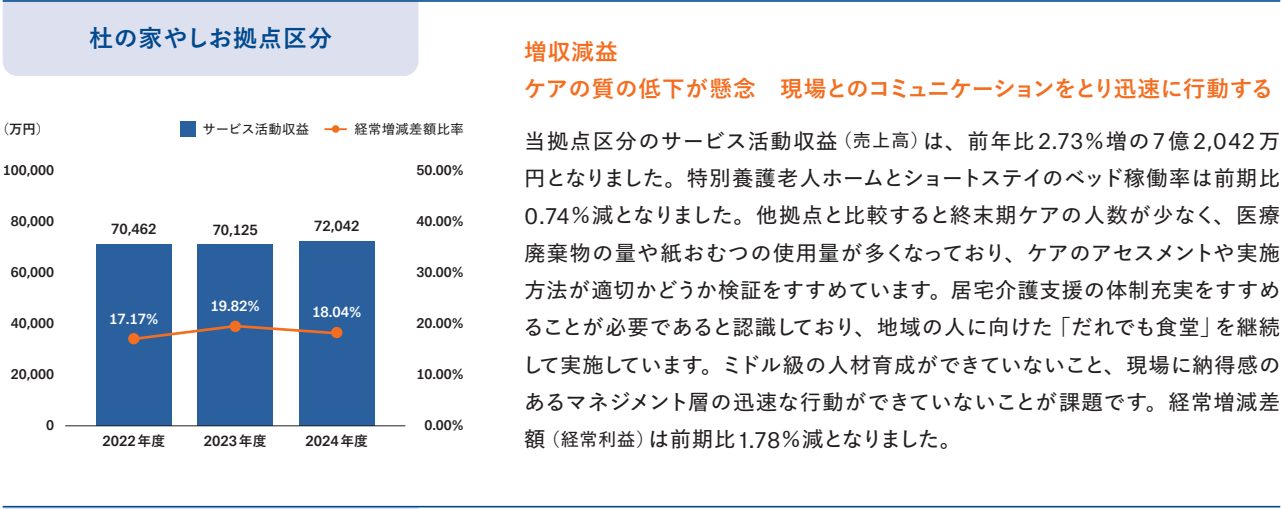 杜の家やしお拠点区分
（万円）
サービス活動収益 経常増減差額比率
100,000 50.00%
80,000 40.00%
60,000 30.00%
40,000 20.00%
20,000 10.00%
0 0.00%
70,462 70,125 72,042
17.17% 19.82% 18.04%
2022年度 2023年度 2024年度
増収減益
ケアの質の低下が懸念　現場とのコミュニケーションをとり迅速に行動する
当拠点区分のサービス活動収益（売上高）は、前年比2.73%増の7億2,042万
円となりました。特別養護老人ホームとショートステイのベッド稼働率は前期比
0.74%減となりました。他拠点と比較すると終末期ケアの人数が少なく、医療
廃棄物の量や紙おむつの使用量が多くなっており、ケアのアセスメントや実施
方法が適切かどうか検証をすすめています。居宅介護支援の体制充実をすすめ
ることが必要であると認識しており、地域の人に向けた「だれでも食堂」を継続
して実施しています。ミドル級の人材育成ができていないこと、現場に納得感の
あるマネジメント層の迅速な行動ができていないことが課題です。経常増減差
額（経常利益）は前期比1.78%減となりました。